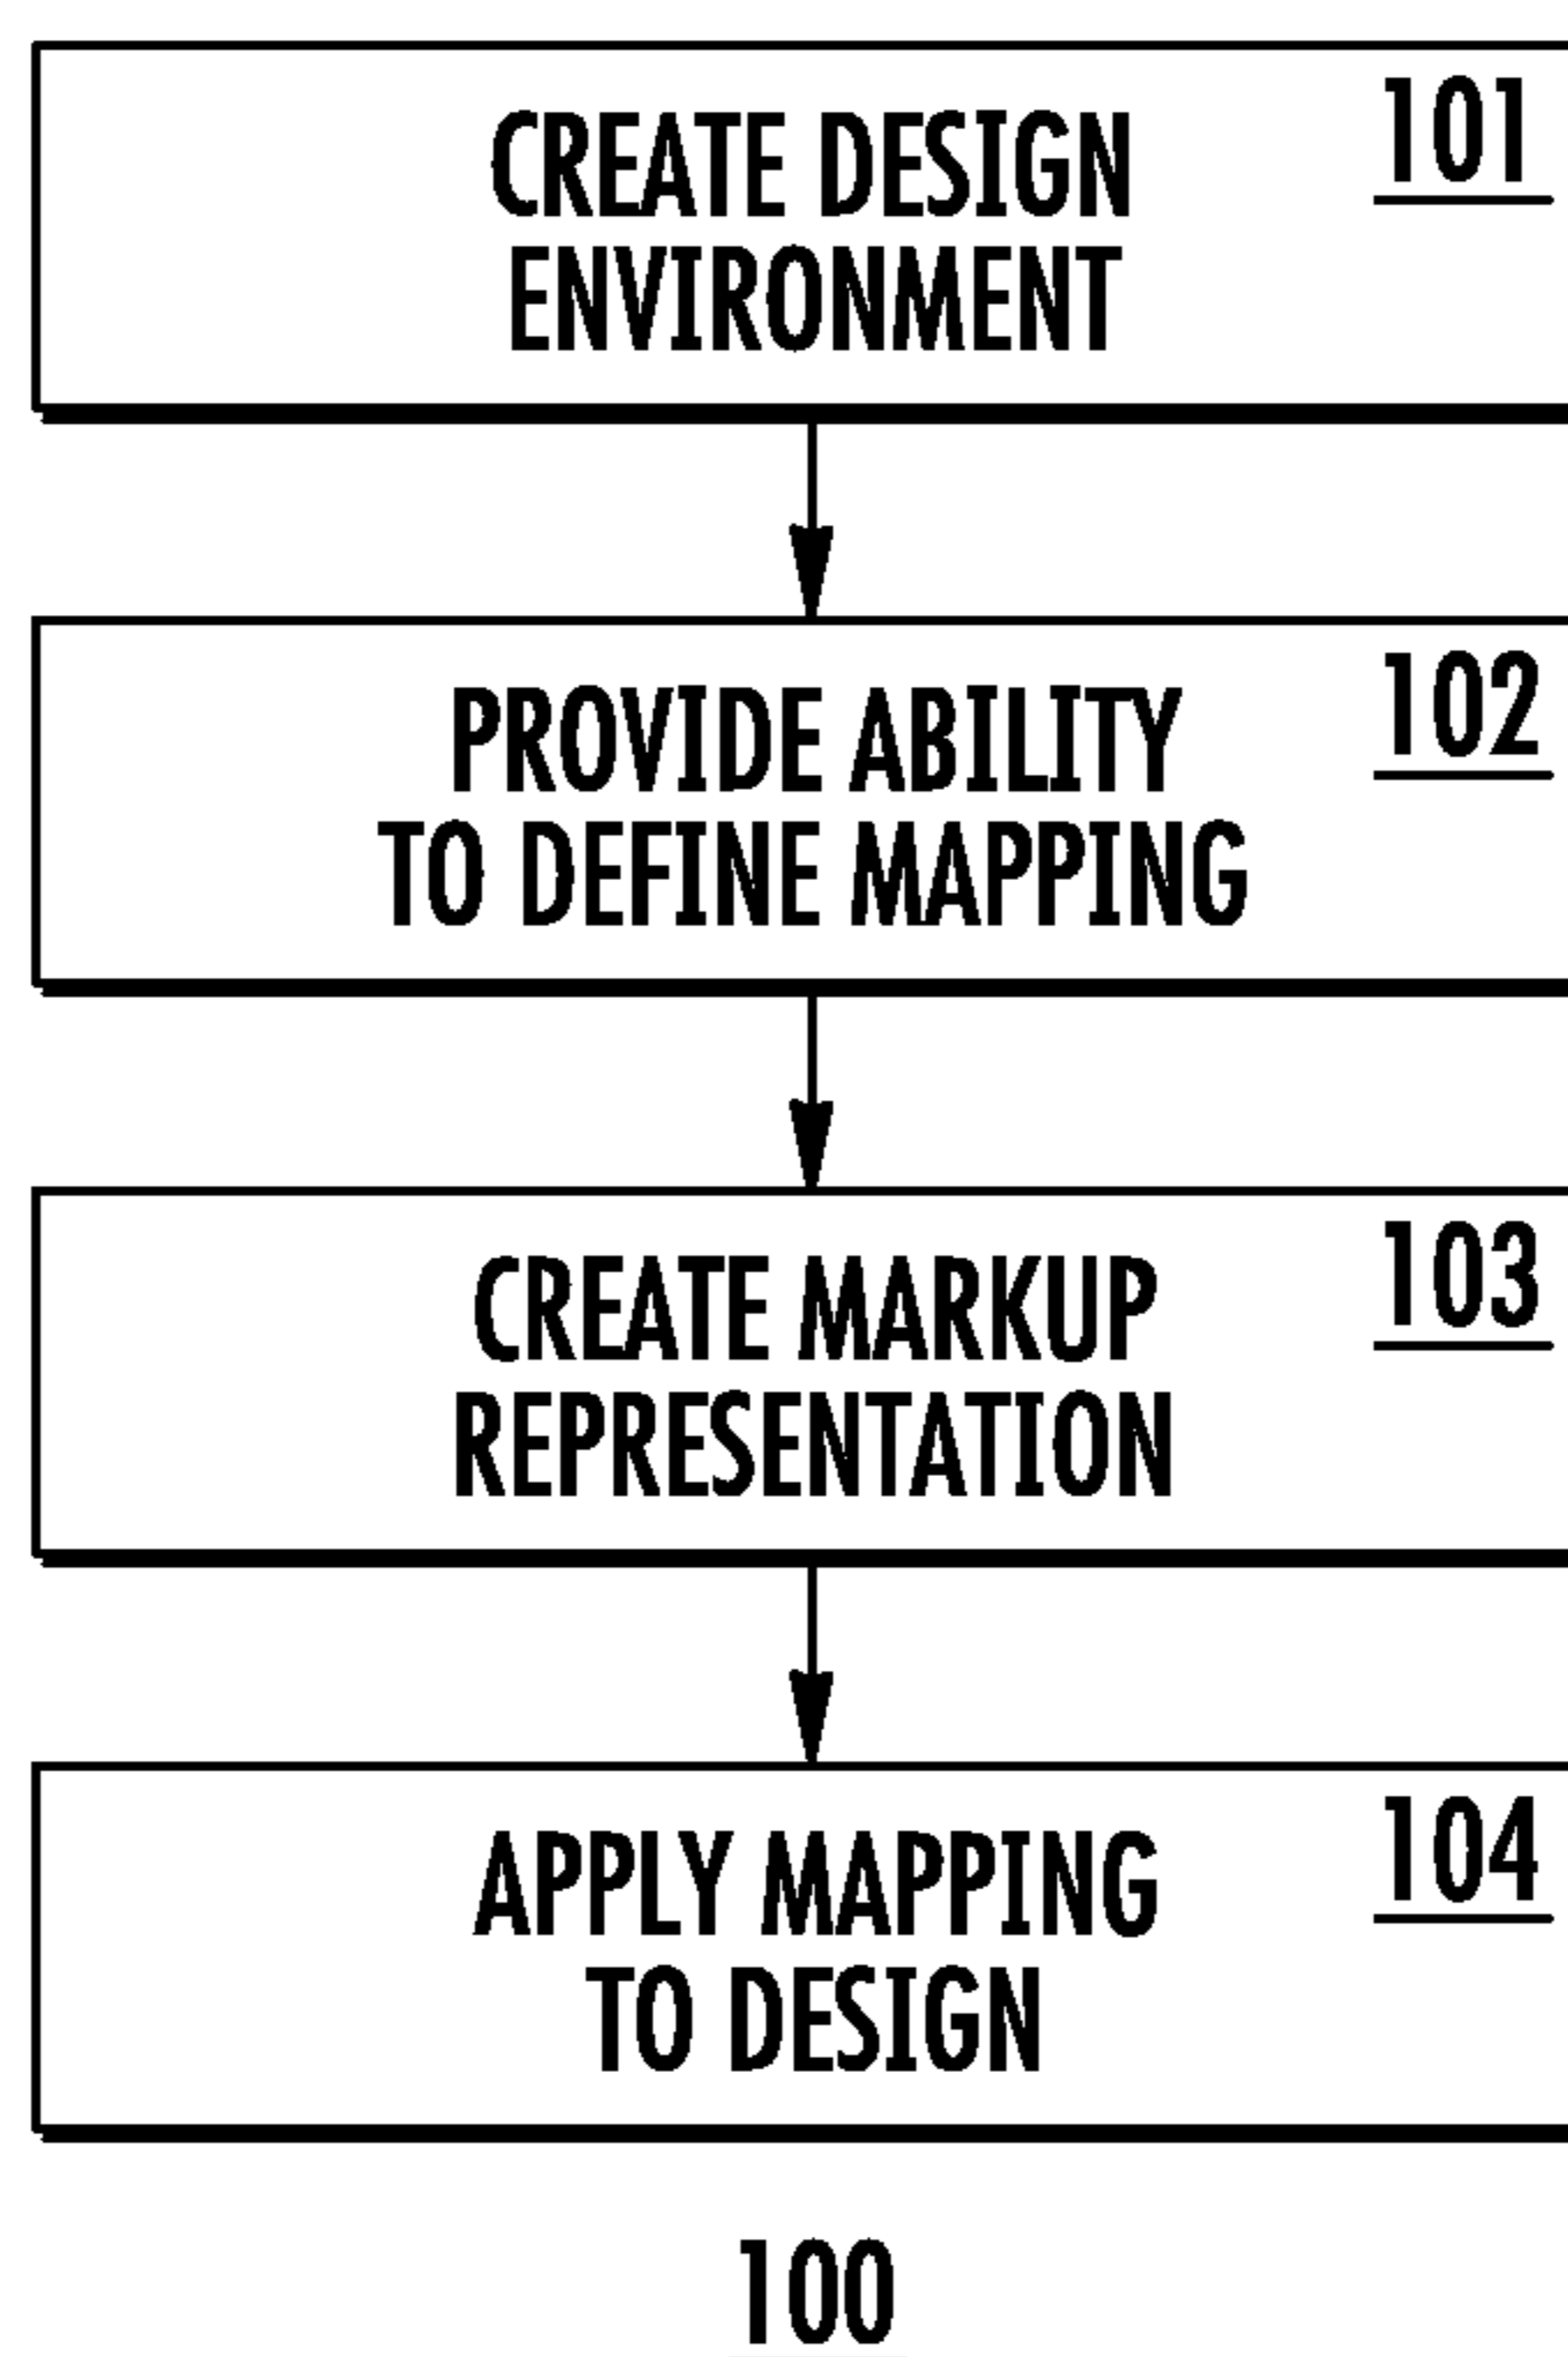 101
CREATE DESIGN
ENVIRONMENT
102
PROVIDE ABILITY
TO DEFINE MAPPING
103
CREATE MARKUP
REPRESENTATION
104
APPLY MAPPING
TO DESIGN
100